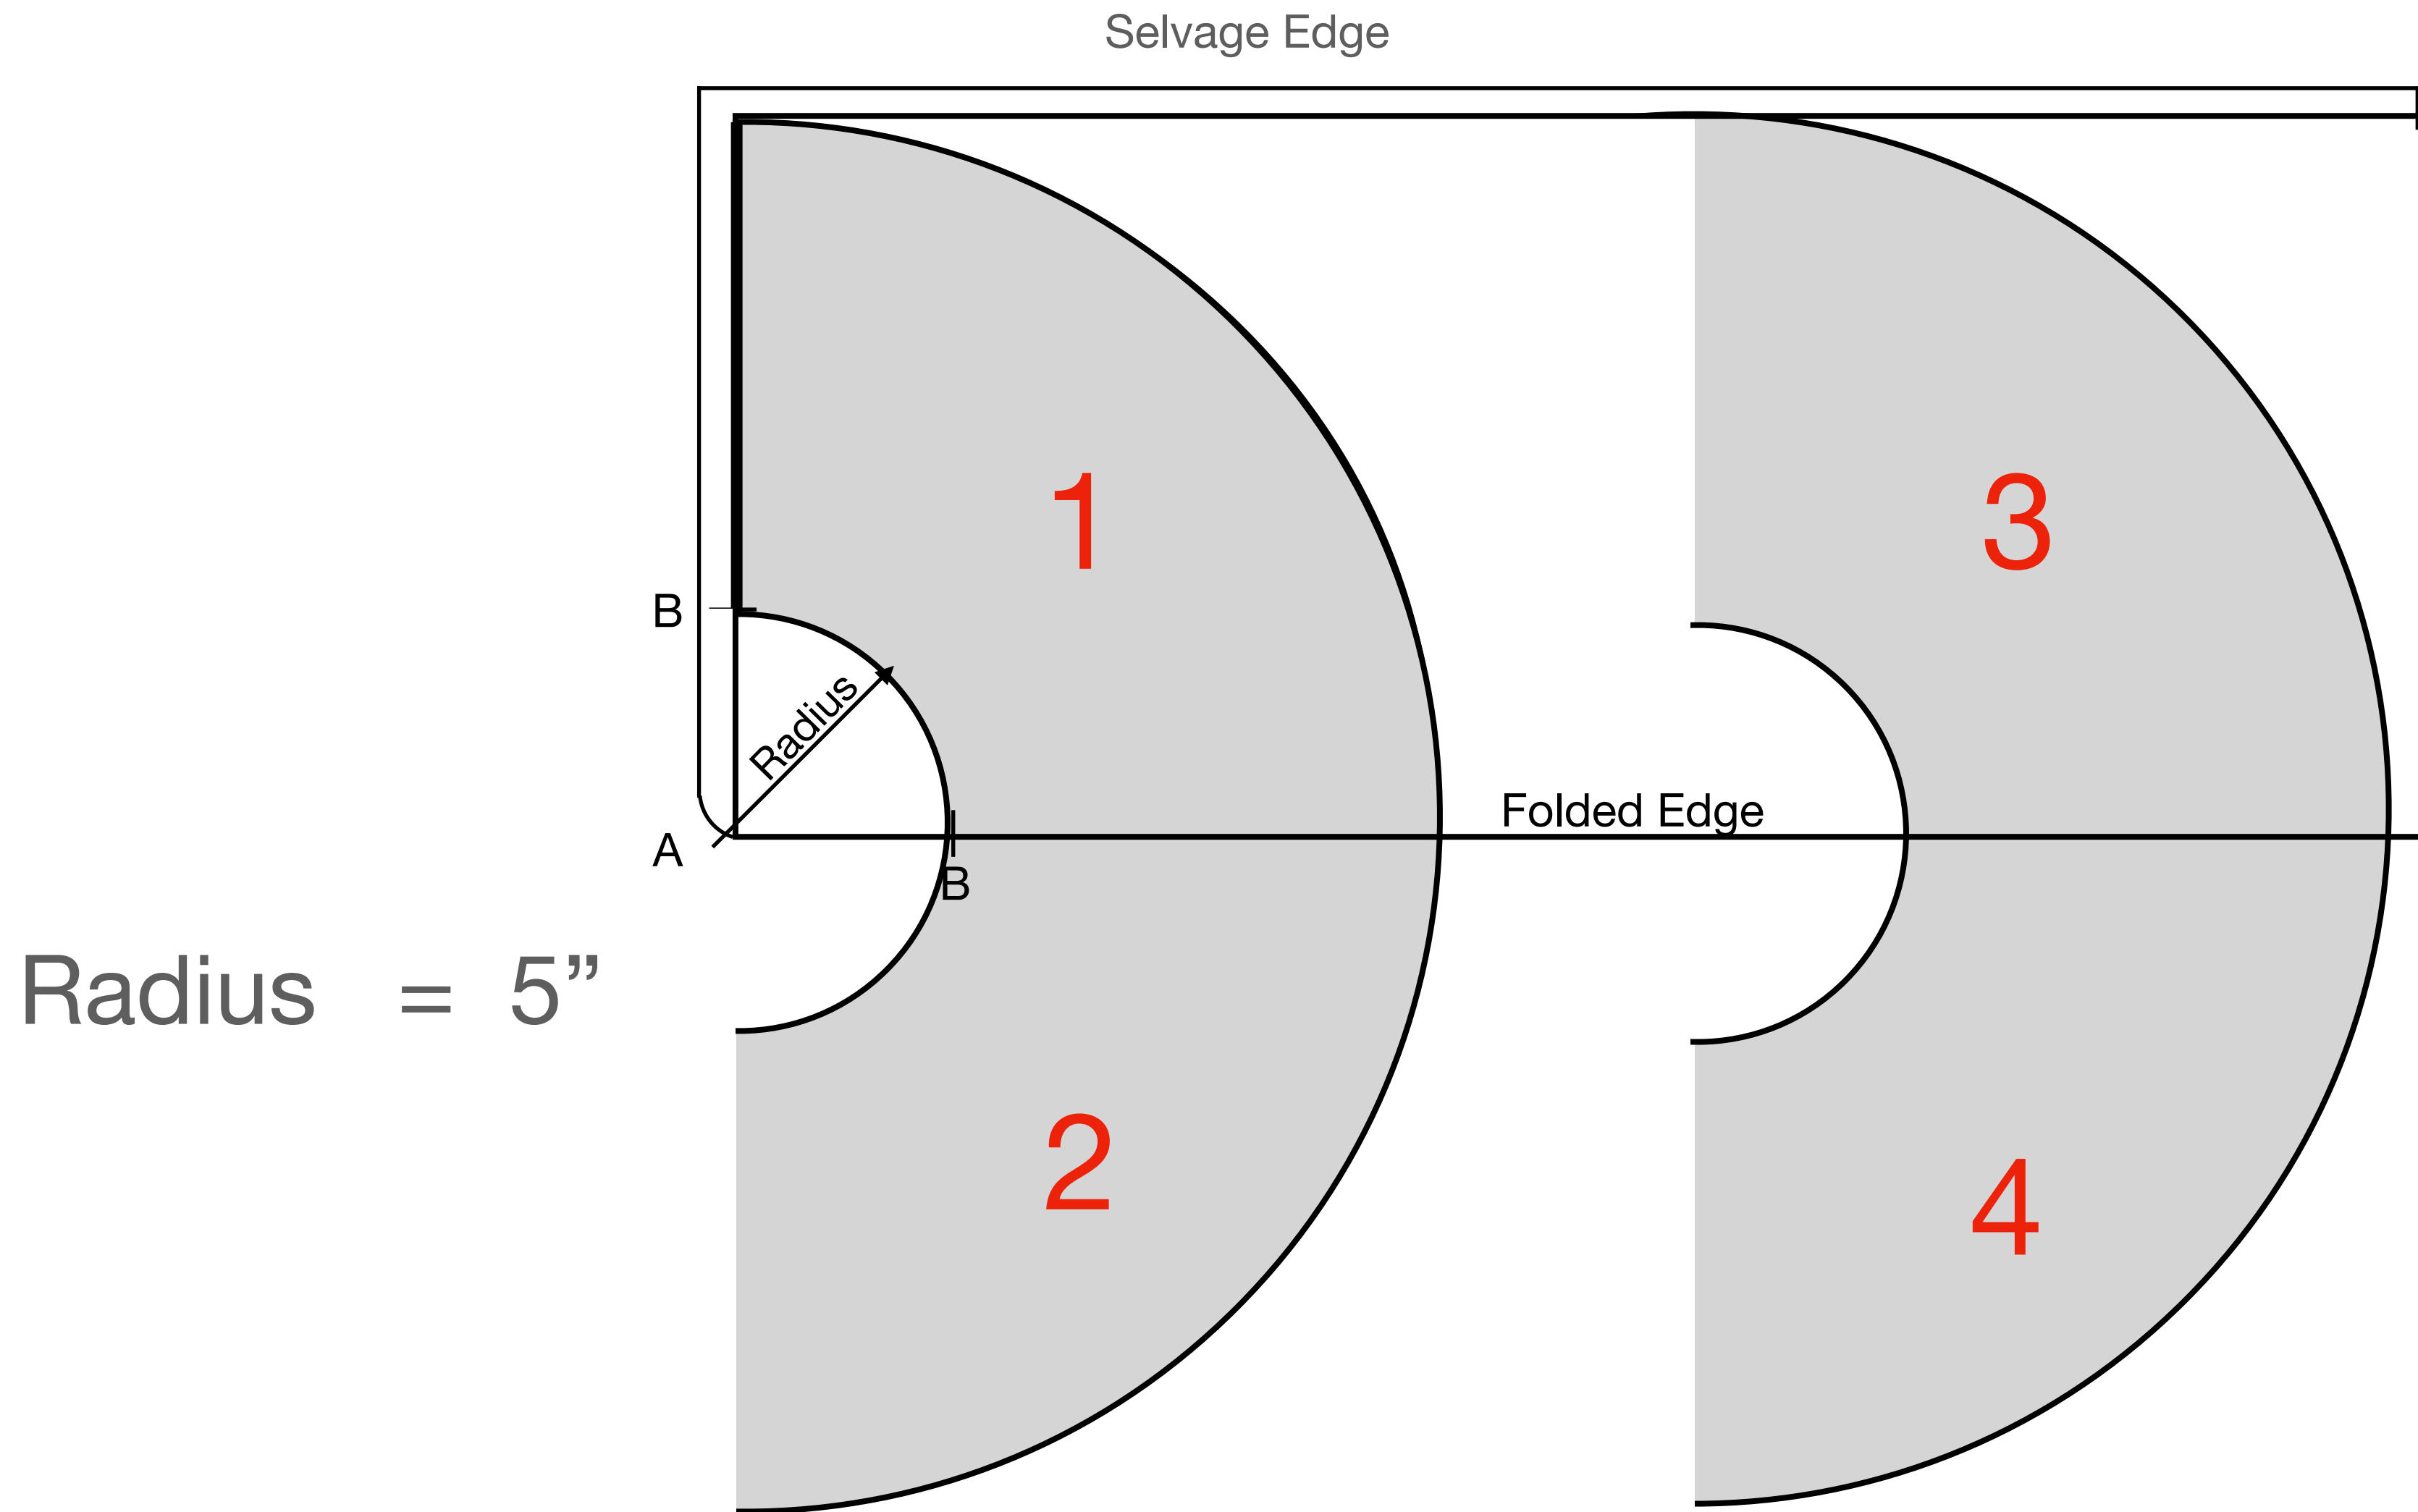 Selvage Edge
1
3
B
Radius
Folded Edge
A
B
Radius = 5”
2
4